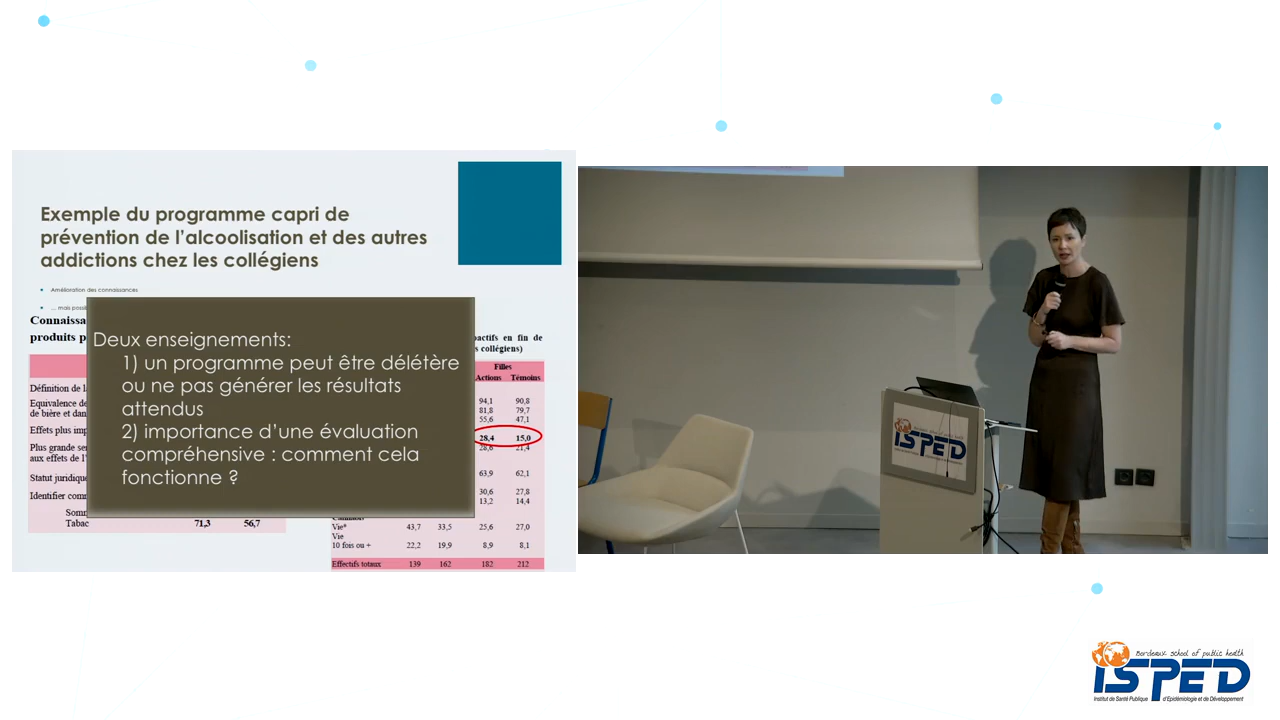 Exemple du programme capri de
prévention de l’alcoolisation et des autres
addictions chez les collégiens
Amélioration des connaissances
... mais
Connaissa
produits p
Définition de
Equivalence de
de bière et dan
Effets plus imp
Plus grande se
aux effets de l'
Statut juridiqu
Identifier com
Som
Tabac 71,3 56,7
Deux enseignements:
1) un programme peut être délétère
ou ne pas générer les résultats
attendus
2) importance d’une évaluation
compréhensive : comment cela
fonctionne ?
oactifs en fin de
s collégiens)
Filles
Actions Témoins
94,1 90,8
81,8 79,7
55,6 47,1
28,4 15,0
28,6 21,4
63,9 62,1
30,6 27,8
13,2 14,4
Vie* 43,7 33,5 25,6 27,0
Vie
10 fois ou + 22,2 19,9 8,9 8,1
Effectifs totaux 139 162 182 212
ISPED
Bordeaux school of public health
ISPED
Institut de Santé Publique d'Epidémiologie et de Développement